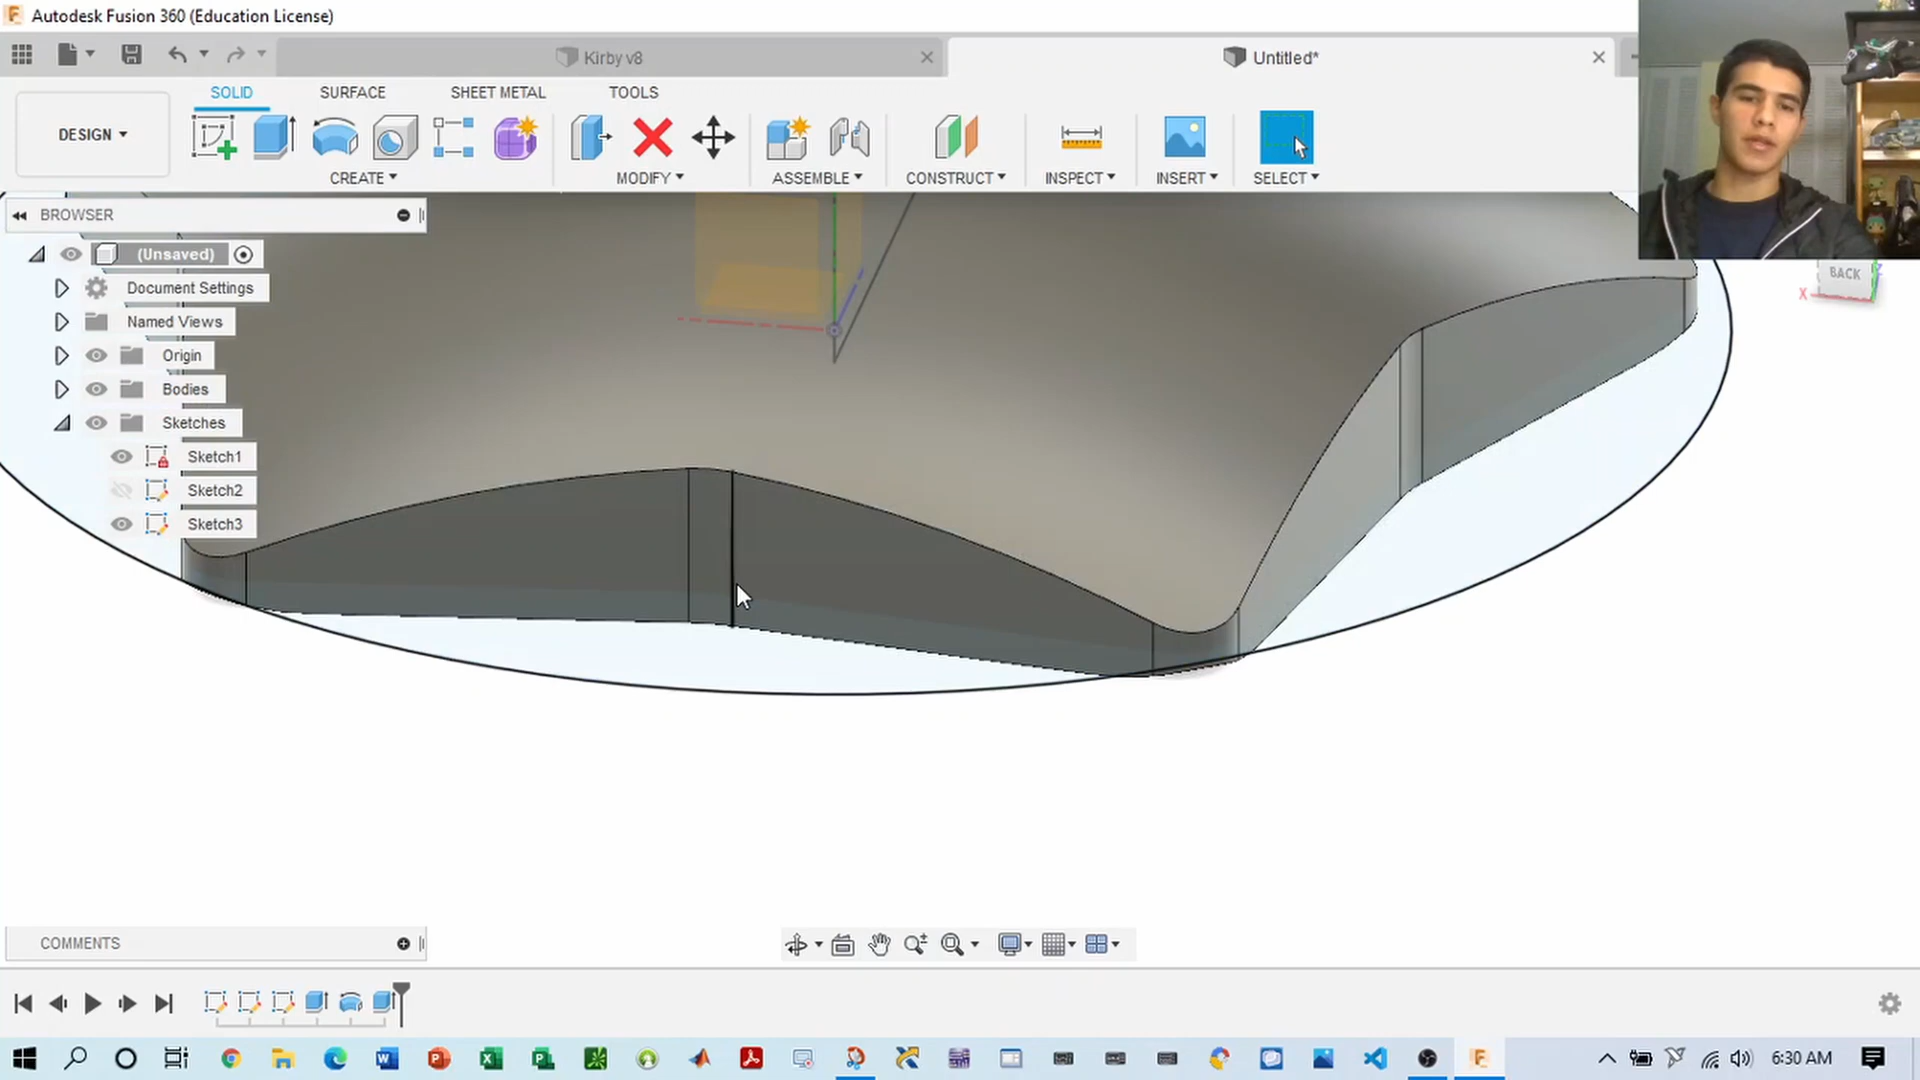 Autodesk Fusion 360 (Education License)
Kirby v8
Untitled*
SOLID SURFACE SHEET METAL TOOLS
DESIGN
CREATE MODIFY ASSEMBLE CONSTRUCT INSPECT INSERT SELECT
BROWSER
(Unsaved)
Document Settings
Named Views
Origin
Bodies
Sketches
Sketch1
Sketch2
Sketch3
BACK
X
COMMENTS
6:30 AM